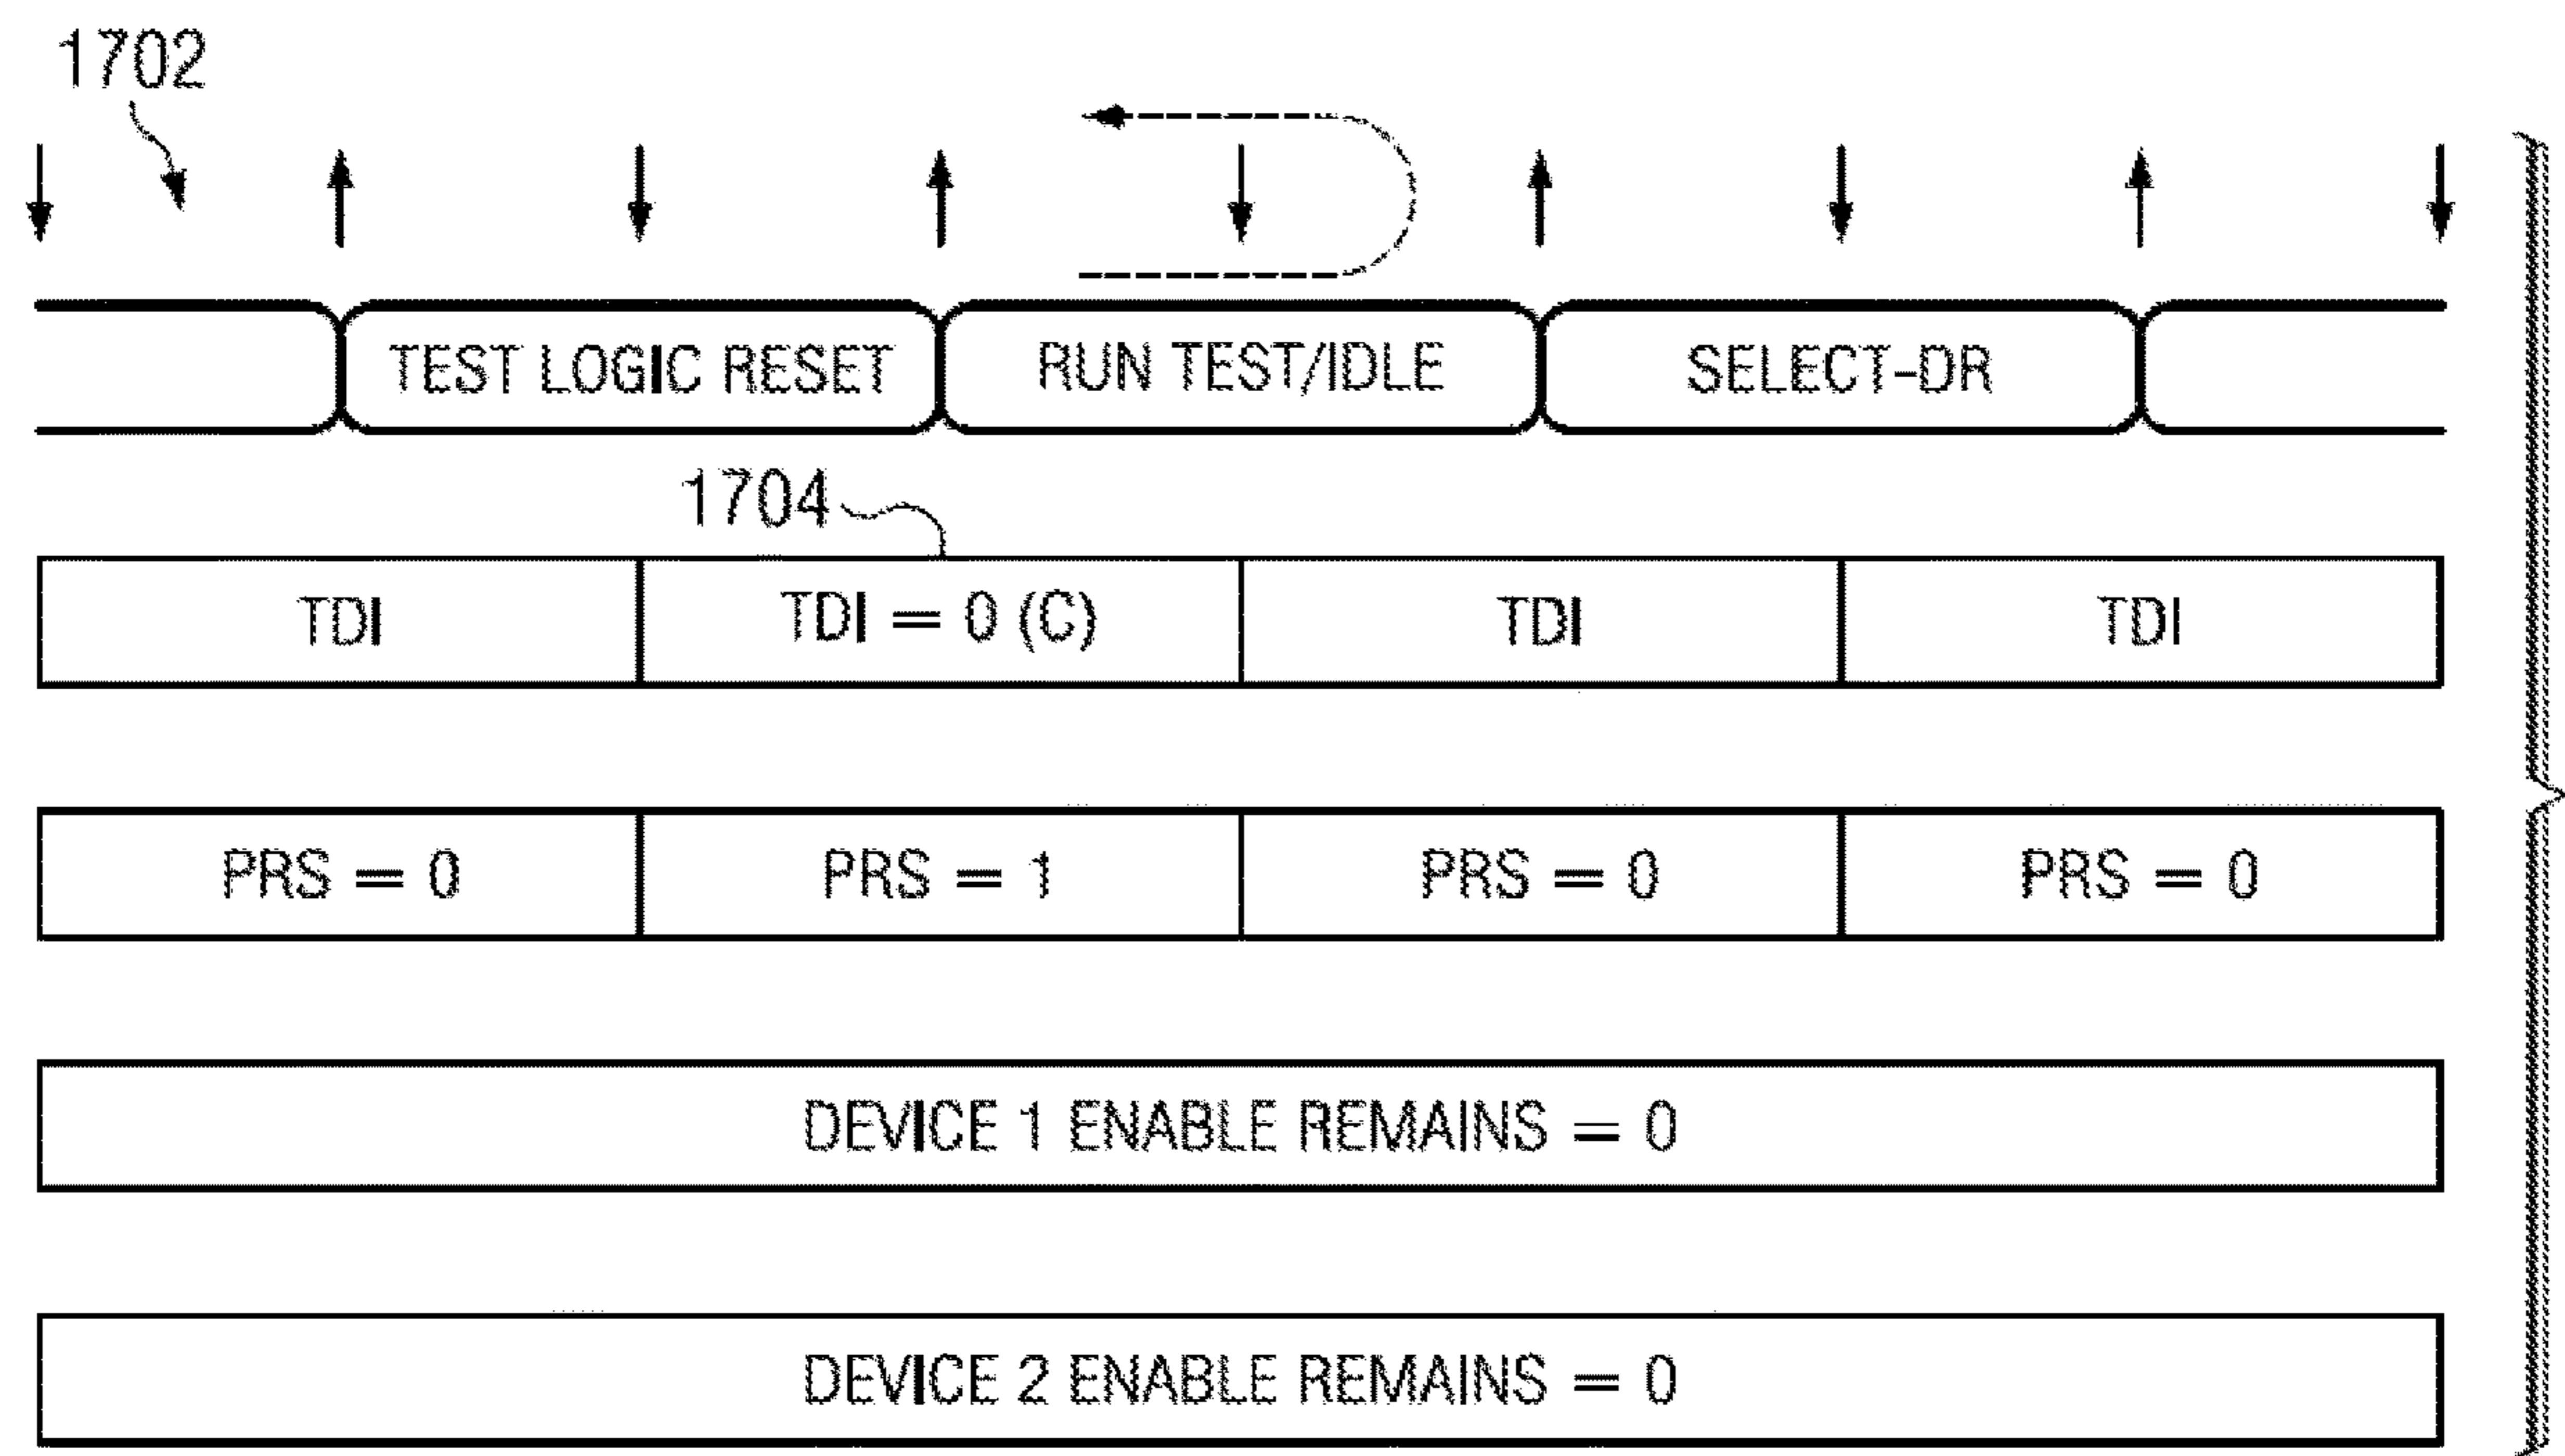 1702
TEST LOGIC RESET RUN TEST/IDLE SELECT-DR
1704
TDI TDI = 0 (C) TDI TDI
PRS = 0 PRS = 1 PRS = 0 PRS = 0
DEVICE 1 ENABLE REMAINS = 0
DEVICE 2 ENABLE REMAINS = 0